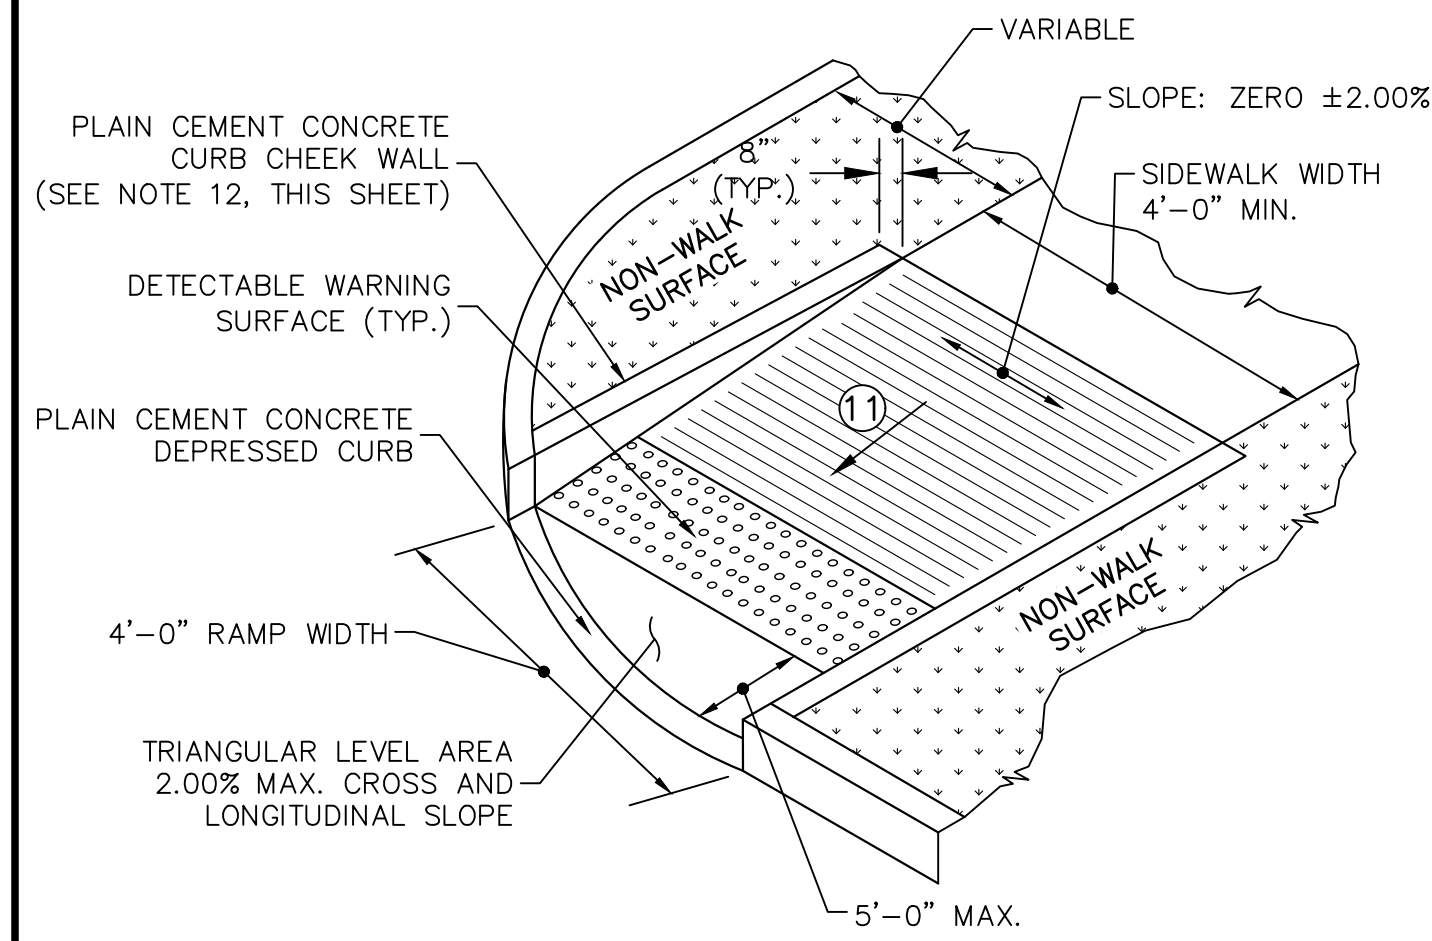 VARIABLE
SLOPE: ZERO ±2.00%
PLAIN CEMENT CONCRETE
CURB CHEEK WALL
(SEE NOTE 12, THIS SHEET)
8"
(TYP.)
SIDEWALK WIDTH
4'-0" MIN.
NON-WALK
SURFACE
DETECTABLE WARNING
SURFACE (TYP.)
11
PLAIN CEMENT CONCRETE
DEPRESSED CURB
NON-WALK
SURFACE
4'-0" RAMP WIDTH
TRIANGULAR LEVEL AREA
2.00% MAX. CROSS AND
LONGITUDINAL SLOPE
5'-0" MAX.